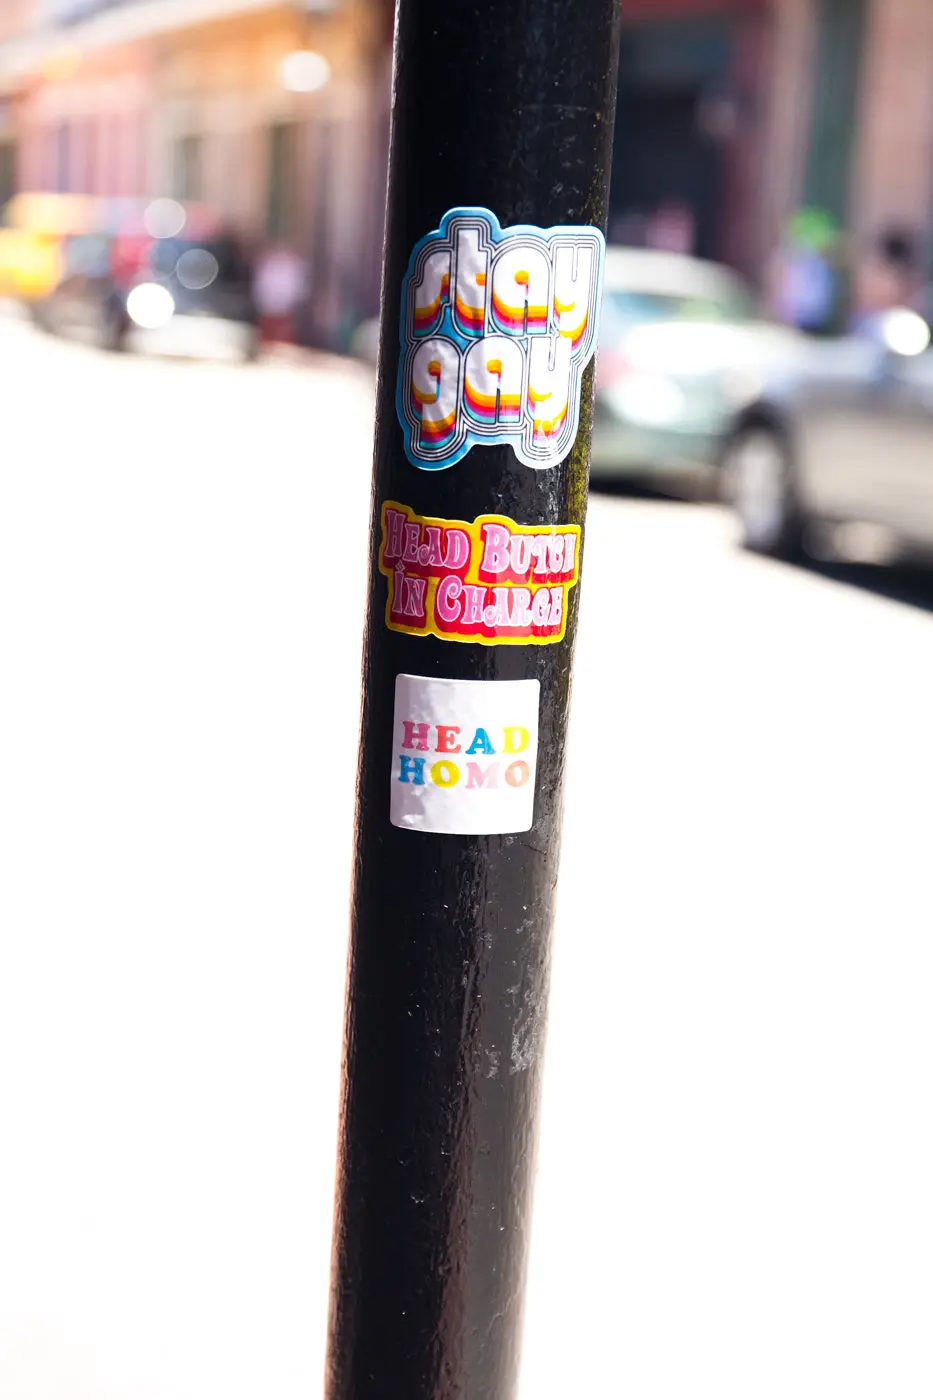 stay
gay
HEAD BUTCH
IN CHARGE
HEAD
HOMO